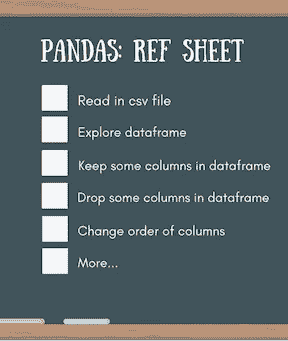 PANDAS: REF SHEET
Read in csv file
Explore dataframe
Keep some columns in dataframe
Drop some columns in dataframe
Change order of columns
More...